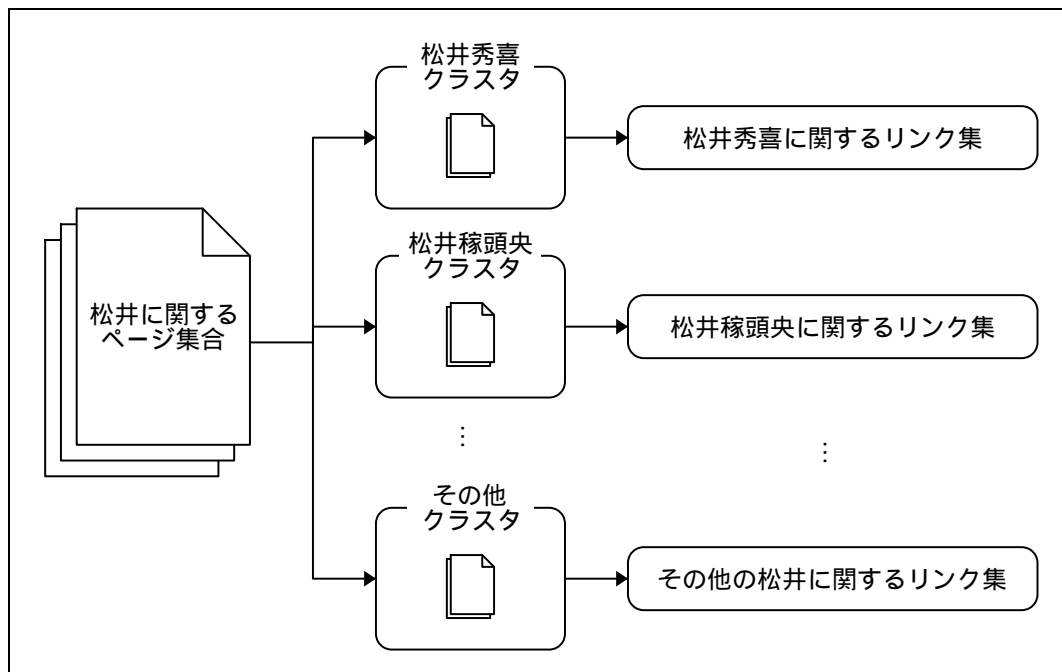 松井に関する
ページ集合
松井秀喜
クラスタ
松井秀喜に関するリンク集
松井稼頭央
クラスタ
松井稼頭央に関するリンク集
…
…
その他
クラスタ
その他の松井に関するリンク集